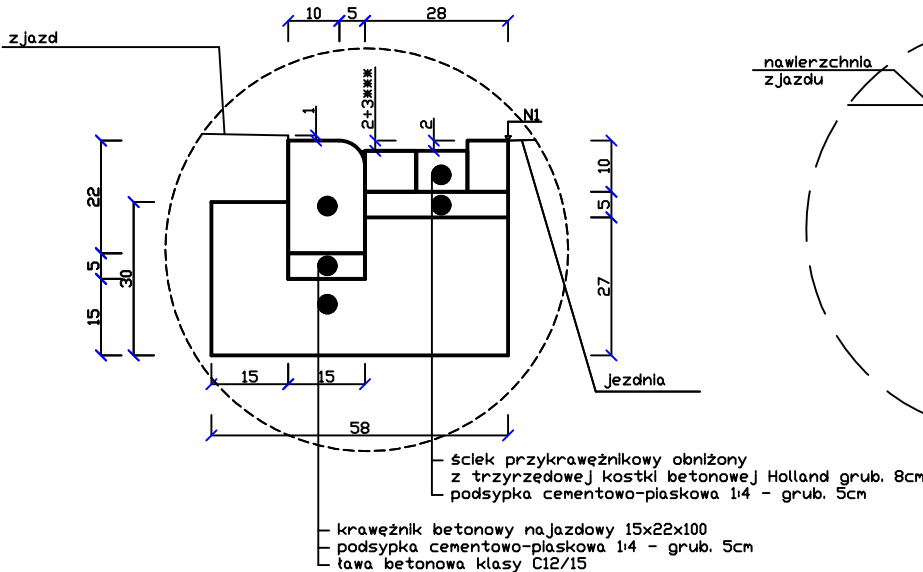 10 5 28
zjazd
nawierzchnia
zjazdu
1
2÷3***
2
N1
22
5
15
30
10
5
27
15 15
58
jezdnia
ściek przykrawężnikowy obniżony
z trzyrzędowej kostki betonowej Holland grub. 8cm
podsypka cementowo-piaskowa 1:4 - grub. 5cm
krawężnik betonowy najazdowy 15x22x100
podsypka cementowo-piaskowa 1:4 - grub. 5cm
ława betonowa klasy C12/15